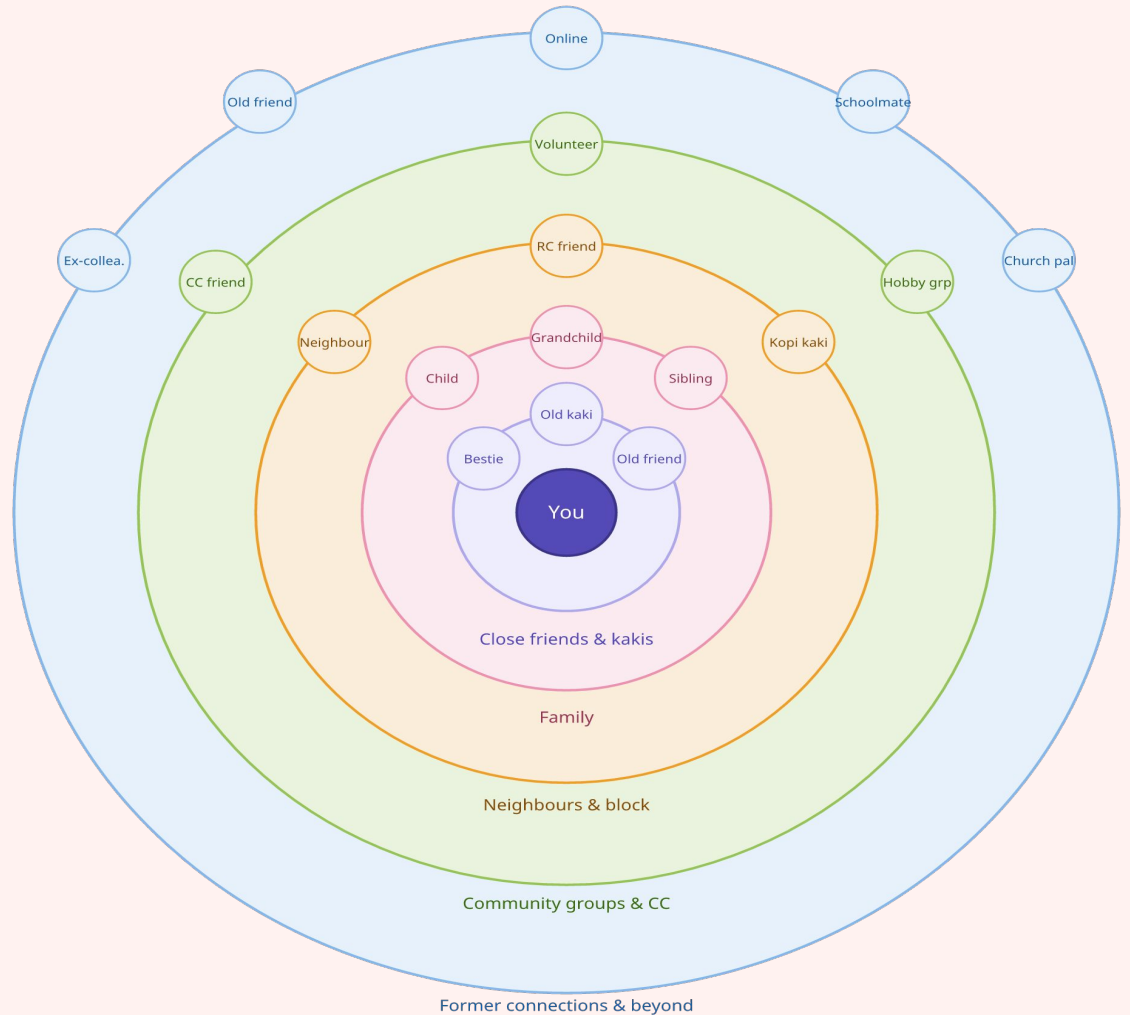 Online
Old friend
Schoolmate
Volunteer
RC friend
Ex-collea.
Church pal
CC friend
Hobby grp
Neighbour
Kopi kaki
Grandchild
Child
Sibling
Old kaki
Bestie
Old friend
You
Close friends & kakis
Family
Neighbours & block
Community groups & CC
Former connections & beyond